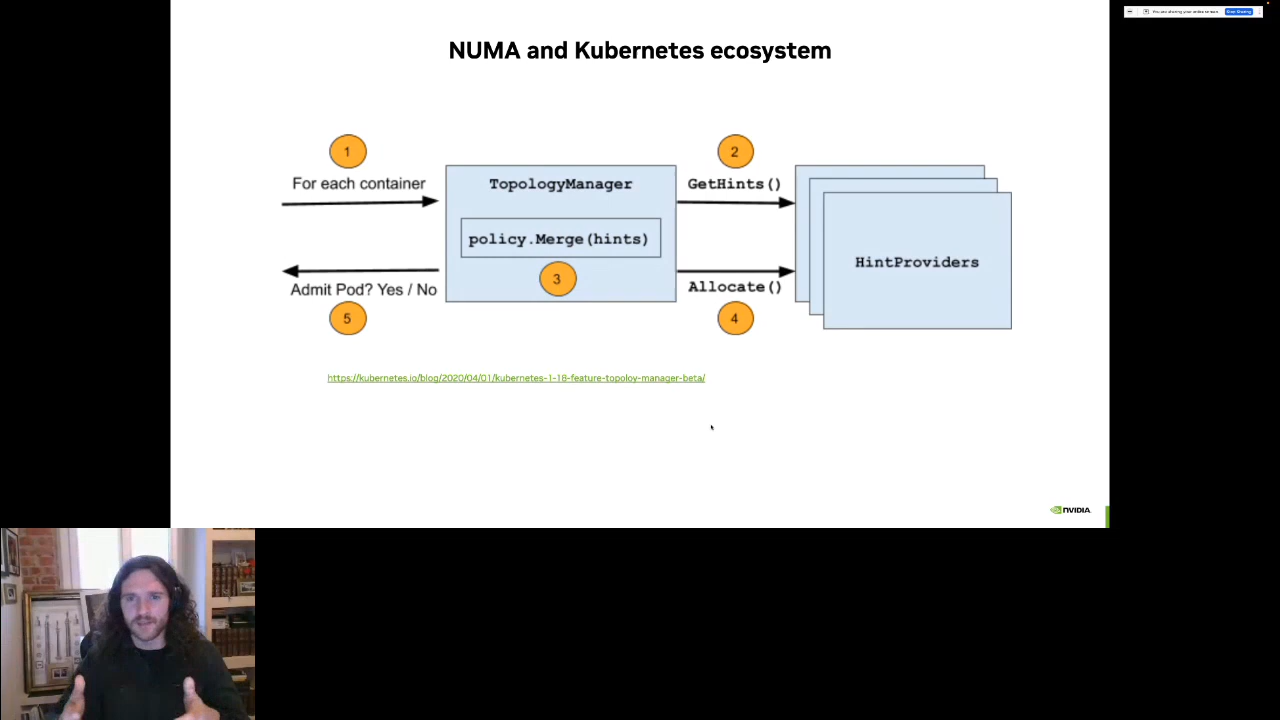 NUMA and Kubernetes ecosystem
1
2
For each container
TopologyManager
GetHints()
policy.Merge(hints)
HintProviders
3
Admit Pod? Yes / No
Allocate()
5
4
https://kubernetes.io/blog/2020/04/01/kubernetes-1-18-feature-topoloy-manager-beta/
NVIDIA
Stop Sharing